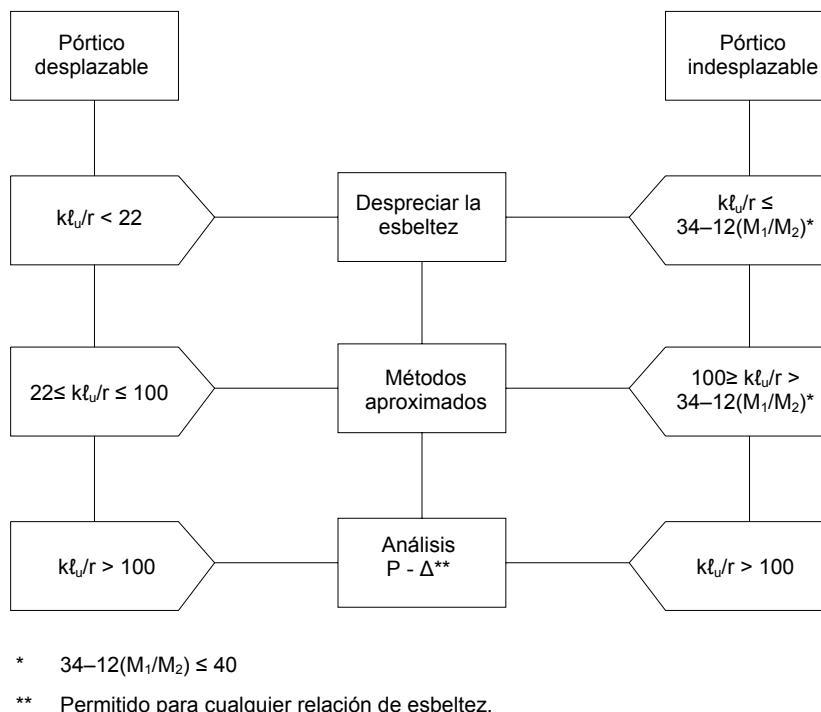 Pórtico
desplazable
Pórtico
indesplazable
kℓᵤ/r < 22
Despreciar la
esbeltez
kℓᵤ/r ≤
34–12(M₁/M₂)*
22≤ kℓᵤ/r ≤ 100
Métodos
aproximados
100≥ kℓᵤ/r >
34–12(M₁/M₂)*
kℓᵤ/r > 100
Análisis
P - Δ**
kℓᵤ/r > 100
* 34–12(M₁/M₂) ≤ 40
** Permitido para cualquier relación de esbeltez.